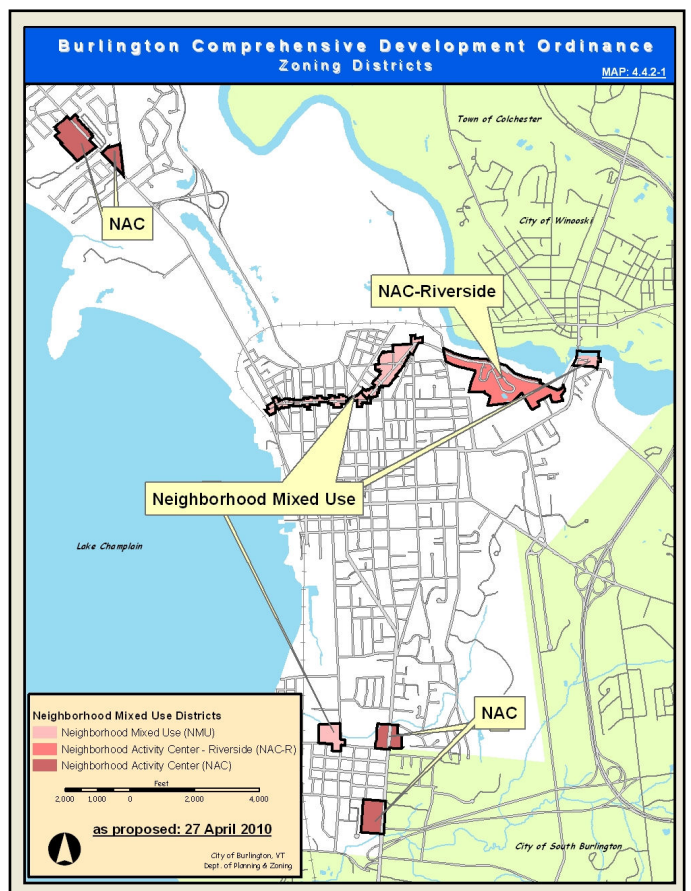 Burlington Comprehensive Development Ordinance
Zoning Districts
MAP: 4.4.2-1
Town of Colchester
NAC
City of Winooski
NAC-Riverside
Neighborhood Mixed Use
Lake Champlain
NAC
Neighborhood Mixed Use Districts
Neighborhood Mixed Use (NMU)
Neighborhood Activity Center - Riverside (NAC-R)
Neighborhood Activity Center (NAC)
Feet
2,000 1,000 0 2,000 4,000
as proposed: 27 April 2010
City of Burlington, VT
Dept. of Planning & Zoning
City of South Burlington